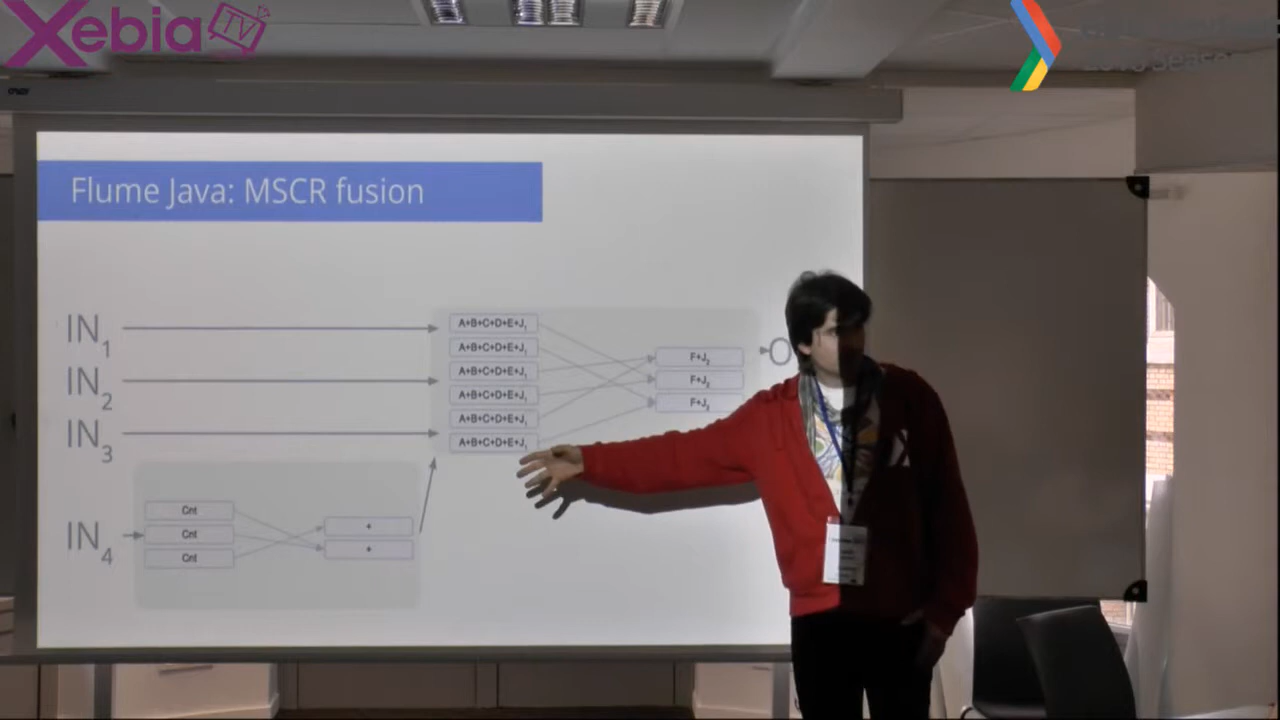 Xebia TV
Flume Java: MSCR fusion
IN1
IN2
IN3
IN4
A+B+C+D+E+J1
A+B+C+D+E+J1
A+B+C+D+E+J1
A+B+C+D+E+J1
A+B+C+D+E+J1
A+B+C+D+E+J1
F+J2
F+J2
F+J2
O
Cnt
Cnt
Cnt
+
+